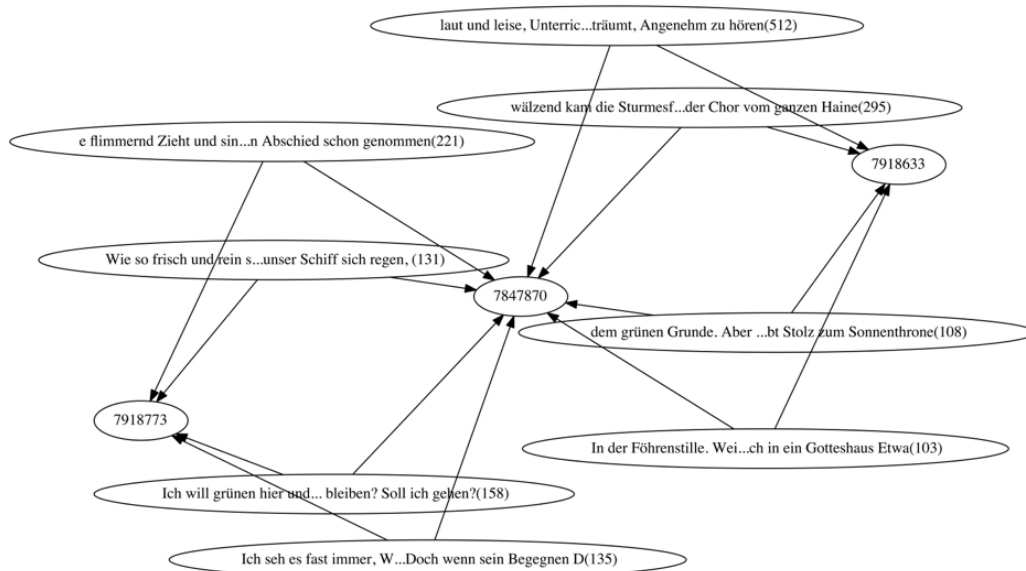 laut und leise, Unterric...träumt, Angenehm zu hören(512)
wälzend kam die Sturmesf...der Chor vom ganzen Haine(295)
e flimmernd Zieht und sin...n Abschied schon genommen(221)
7918633
Wie so frisch und rein s...unser Schiff sich regen, (131)
7847870
dem grünen Grunde. Aber ...bt Stolz zum Sonnenthrone(108)
7918773
In der Föhrenstille. Wei...ch in ein Gotteshaus Etwa(103)
Ich will grünen hier und... bleiben? Soll ich gehen?(158)
Ich seh es fast immer, W...Doch wenn sein Begegnen D(135)